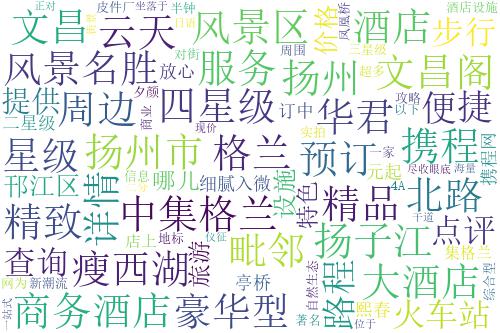 正对 皮件厂 坐落于 半钟 凤凰桥 酒店设施
商业 日语 周围 三星级
文昌 云天 风景区 价格 酒店 步行
对街 超多
风景名胜 放心 服务 扬州 文昌阁
夕颜 攻略 以下
提供 周边 四星级 订中 华君 便捷
二星级 商业 现价 实拍 一家 尽收眼底 携程网
星级 扬州市 格兰 预订 携程
信息 二分 元起 4A 海量
邗江区 详情 哪儿 细腻入微 设施 特色 北路
干道
精致 中集格兰 精品 点评
店上 地标 旅游 仪征 集格兰
查询 瘦西湖 毗邻 路程 扬子江
亭桥 自然生态 综合型
网为 新潮流 大酒店
一站式 商务酒店 豪华型 著名 熙春 位于 火车站